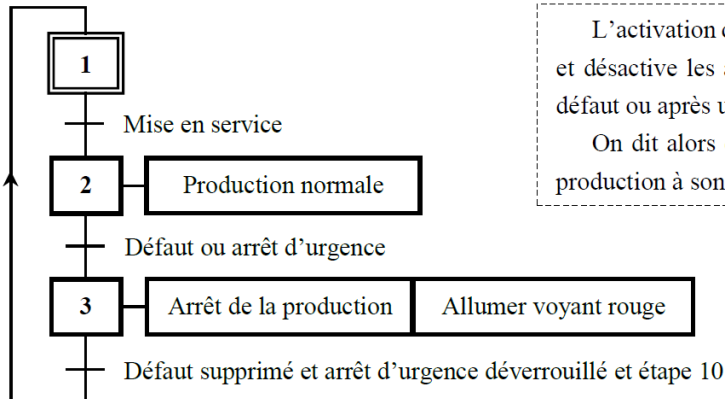 L'activation
et désactive les
défaut ou après
On dit alors
production à son
1
Mise en service
2 Production normale
Défaut ou arrêt d'urgence
3 Arrêt de la production Allumer voyant rouge
Défaut supprimé et arrêt d'urgence déverrouillé et étape 10